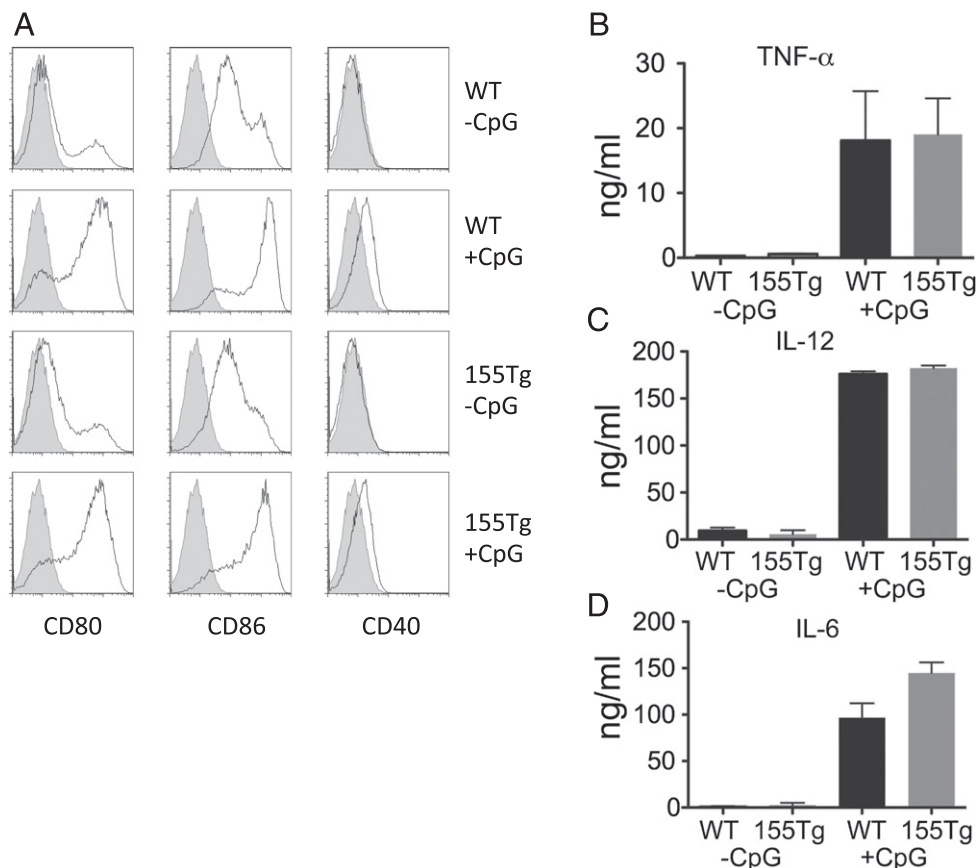 A
WT
-CpG
WT
+CpG
155Tg
-CpG
155Tg
+CpG
CD80 CD86 CD40
B
TNF-α
ng/ml
30
20
10
0
WT 155Tg WT 155Tg
-CpG +CpG
C
IL-12
ng/ml
200
150
100
50
0
WT 155Tg WT 155Tg
-CpG +CpG
D
IL-6
ng/ml
200
150
100
50
0
WT 155Tg WT 155Tg
-CpG +CpG